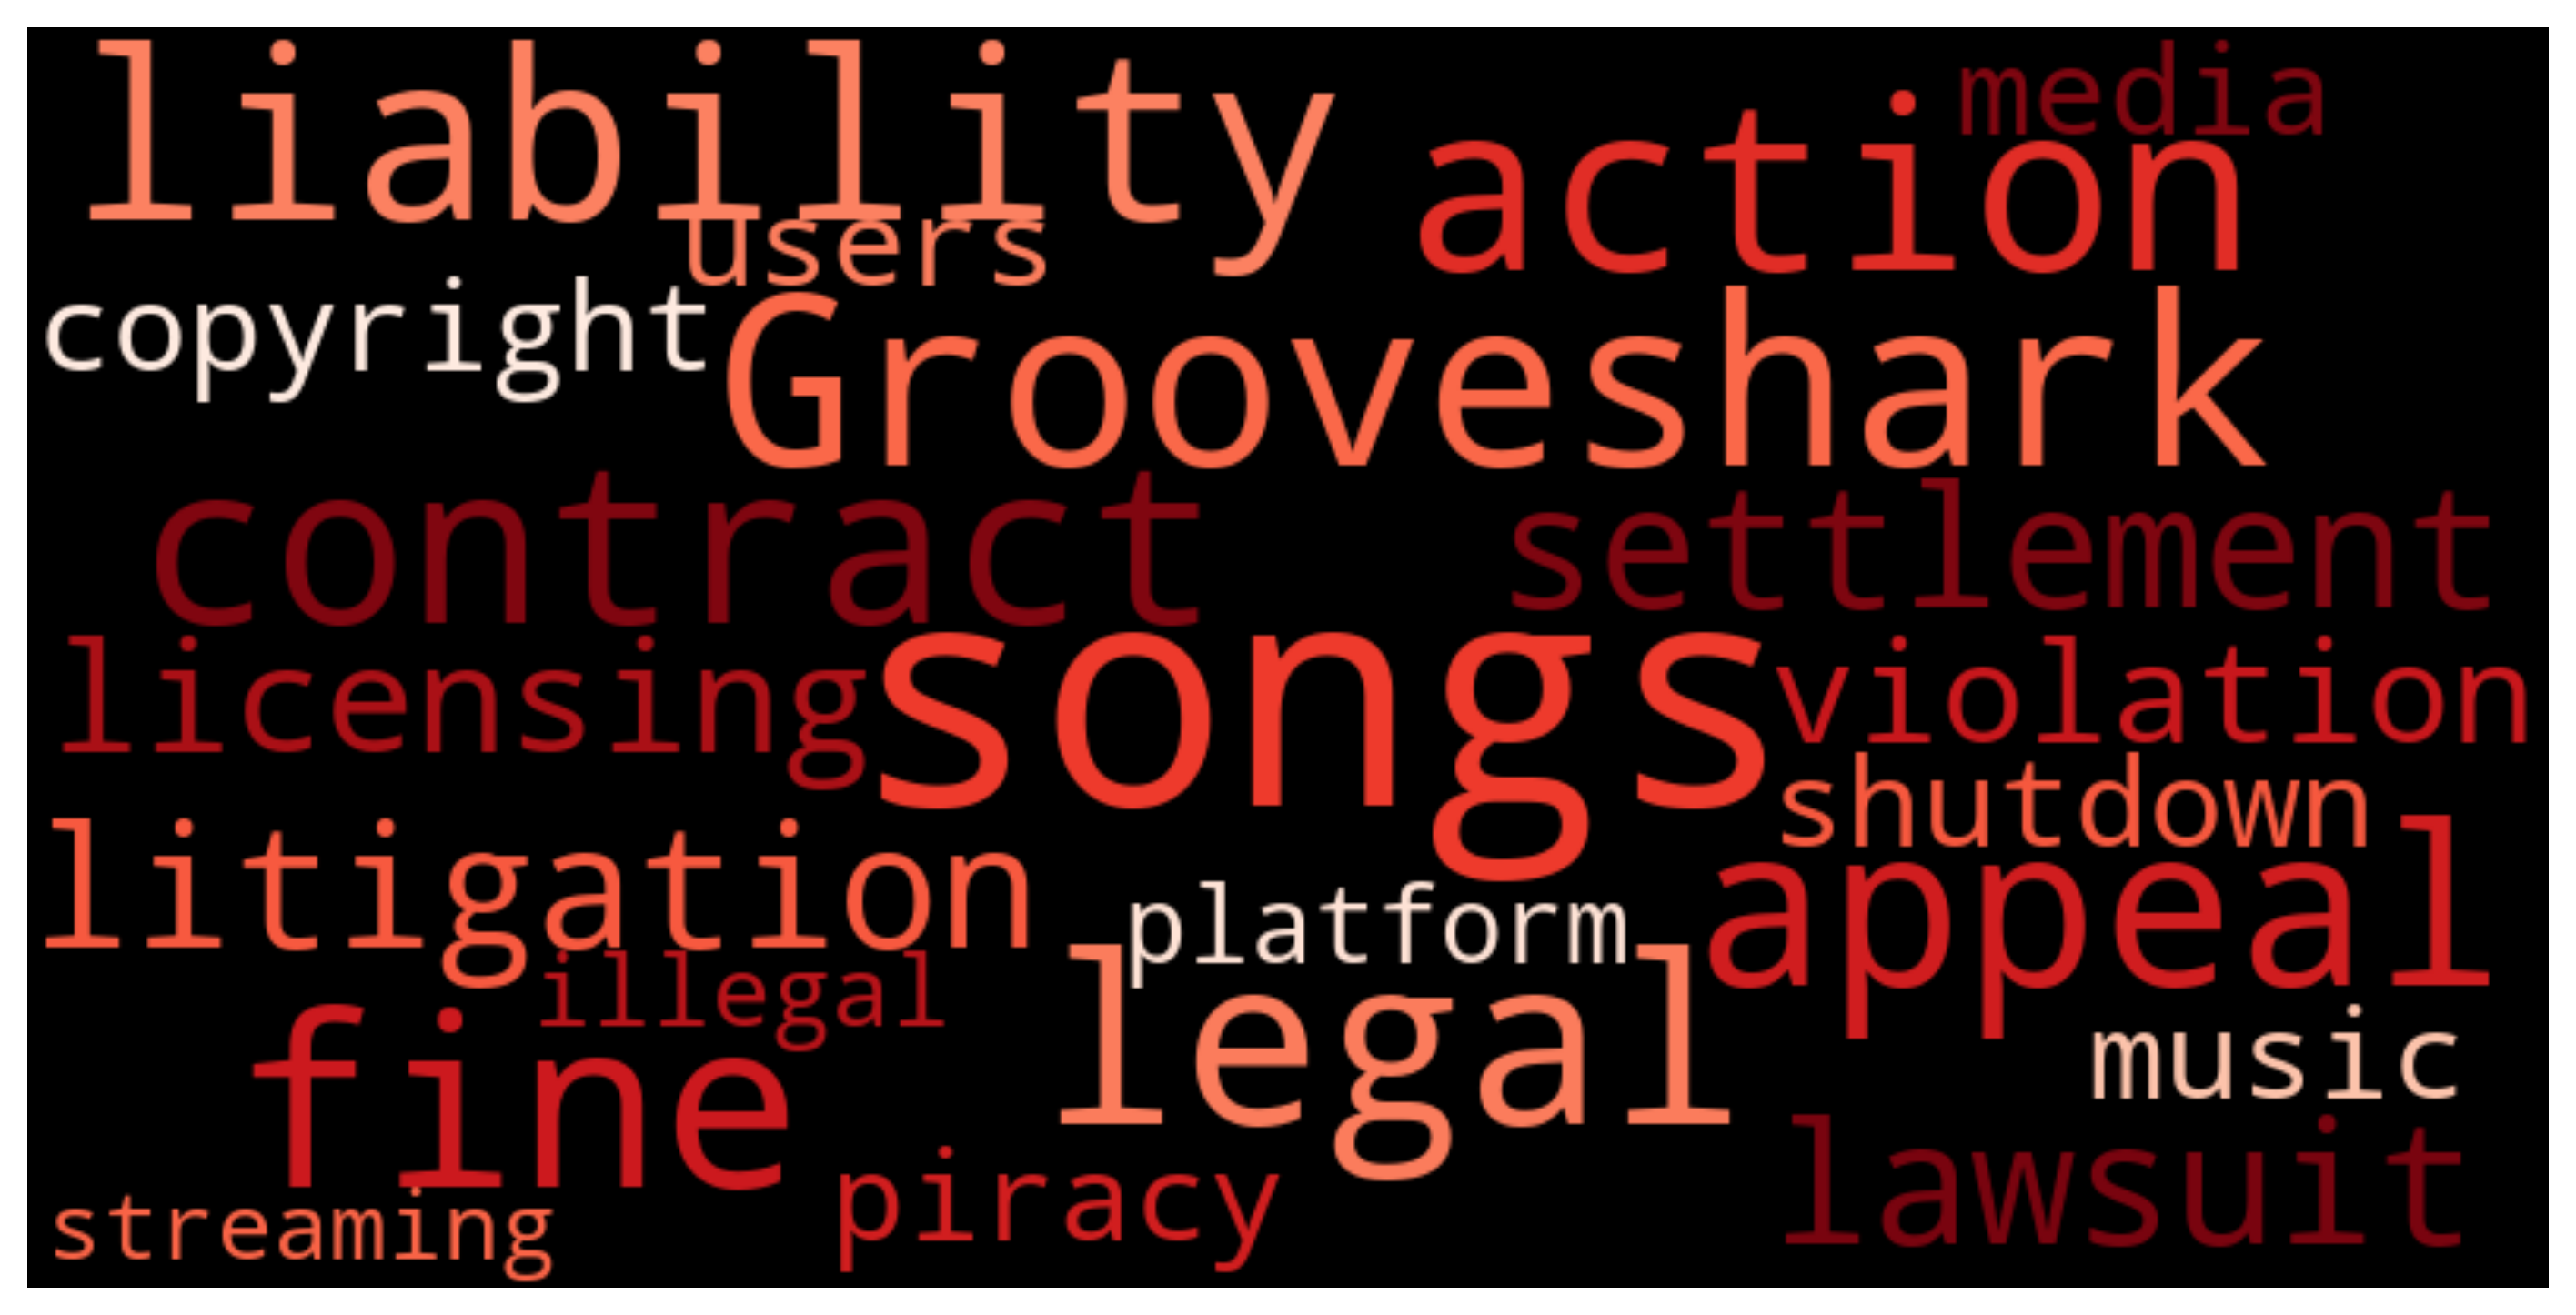 liability
media
action
users
copyright
Grooveshark
contract
settlement
licensing
songs
violation
shutdown
litigation
platform
appeal
illegal
legal
fine
music
piracy
lawsuit
streaming